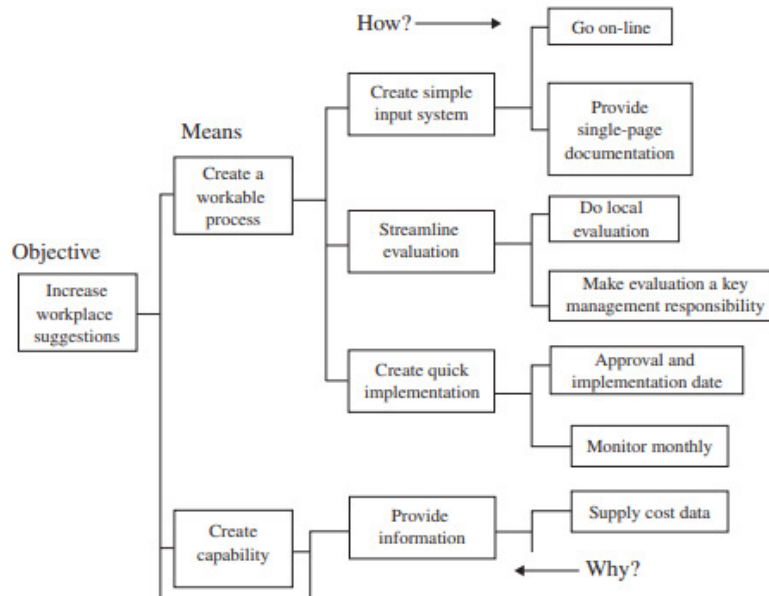 How?
Go on-line
Create simple
input system
Provide
single-page
documentation
Means
Create a
workable
process
Streamline
evaluation
Do local
evaluation
Make evaluation a key
management responsibility
Objective
Increase
workplace
suggestions
Create quick
implementation
Approval and
implementation date
Monitor monthly
Create
capability
Provide
information
Supply cost data
Why?